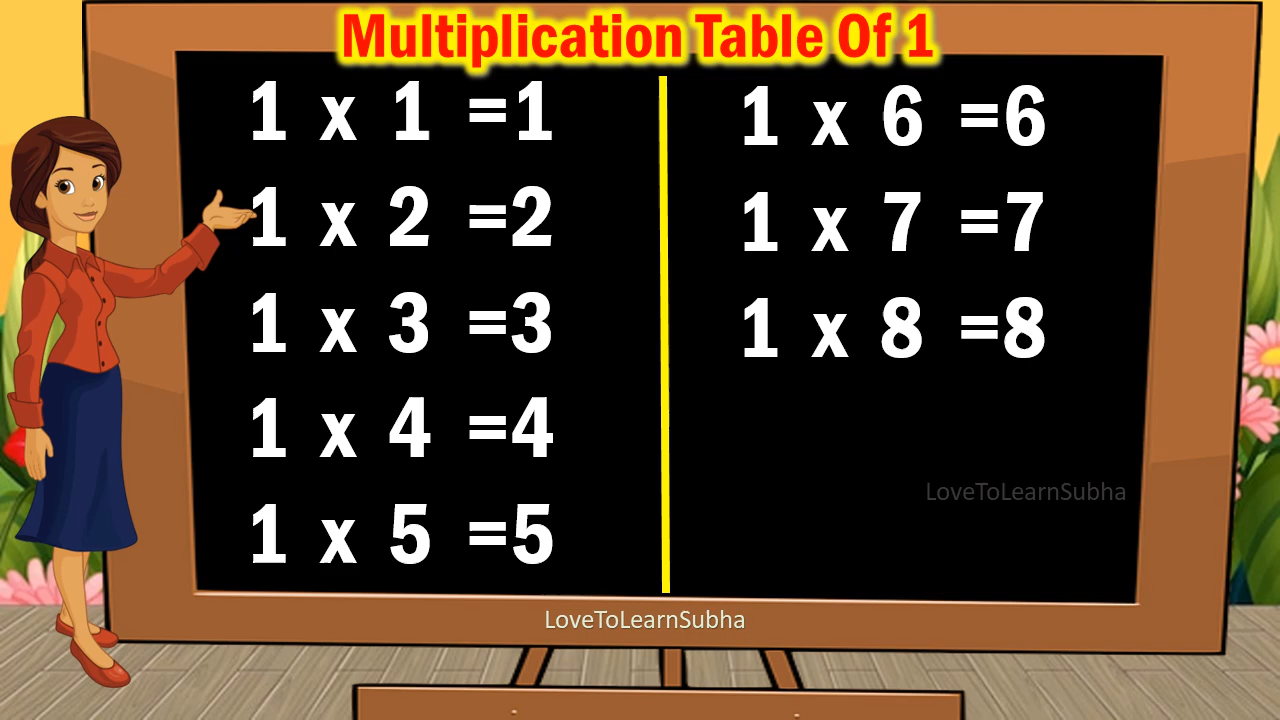 Multiplication Table Of 1
1 x 1 =1
1 x 2 =2
1 x 3 =3
1 x 4 =4
1 x 5 =5
1 x 6 =6
1 x 7 =7
1 x 8 =8
LoveToLearnSubha
LoveToLearnSubha